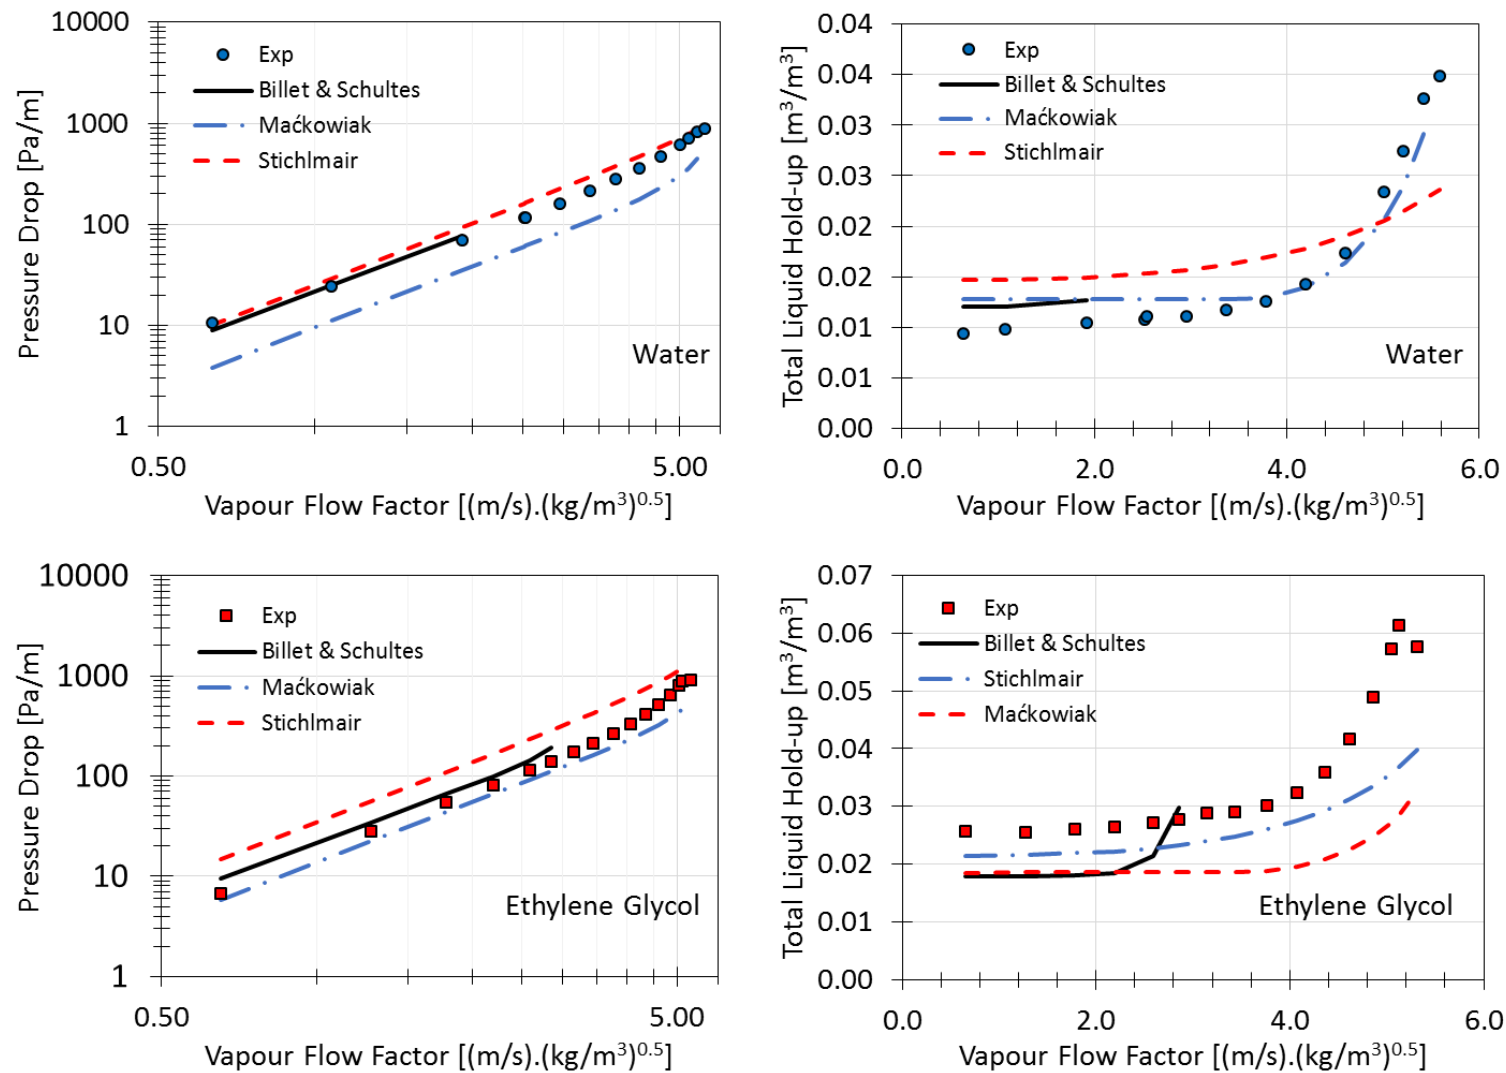 10000
1000
100
10
1
Pressure Drop [Pa/m]
Exp
Billet & Schultes
Maćkowiak
Stichlmair
Water
0.50
5.00
Vapour Flow Factor [(m/s).(kg/m³)⁰·⁵]
0.04
0.04
0.03
0.03
0.02
0.02
0.01
0.01
0.00
Total Liquid Hold-up [m³/m³]
Exp
Billet & Schultes
Maćkowiak
Stichlmair
Water
0.0
2.0
4.0
6.0
Vapour Flow Factor [(m/s).(kg/m³)⁰·⁵]
10000
1000
100
10
1
Pressure Drop [Pa/m]
Exp
Billet & Schultes
Maćkowiak
Stichlmair
Ethylene Glycol
0.50
5.00
Vapour Flow Factor [(m/s).(kg/m³)⁰·⁵]
0.07
0.06
0.05
0.04
0.03
0.02
0.01
0.00
Total Liquid Hold-up [m³/m³]
Exp
Billet & Schultes
Stichlmair
Maćkowiak
Ethylene Glycol
0.0
2.0
4.0
6.0
Vapour Flow Factor [(m/s).(kg/m³)⁰·⁵]